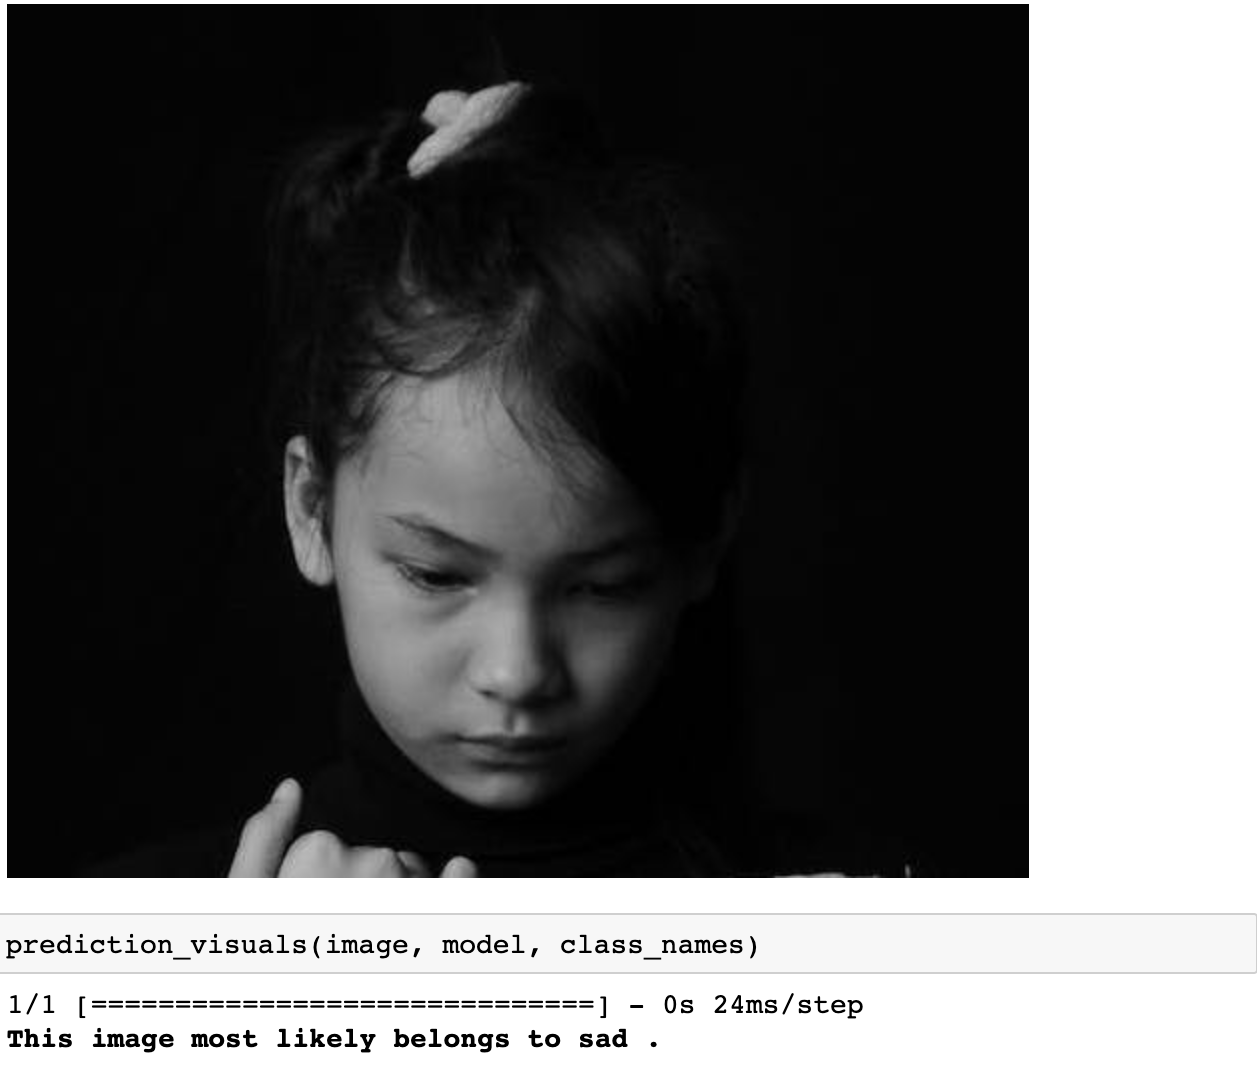 prediction_visuals(image, model, class_names)
1/1 [==============================] - 0s 24ms/step
This image most likely belongs to sad .